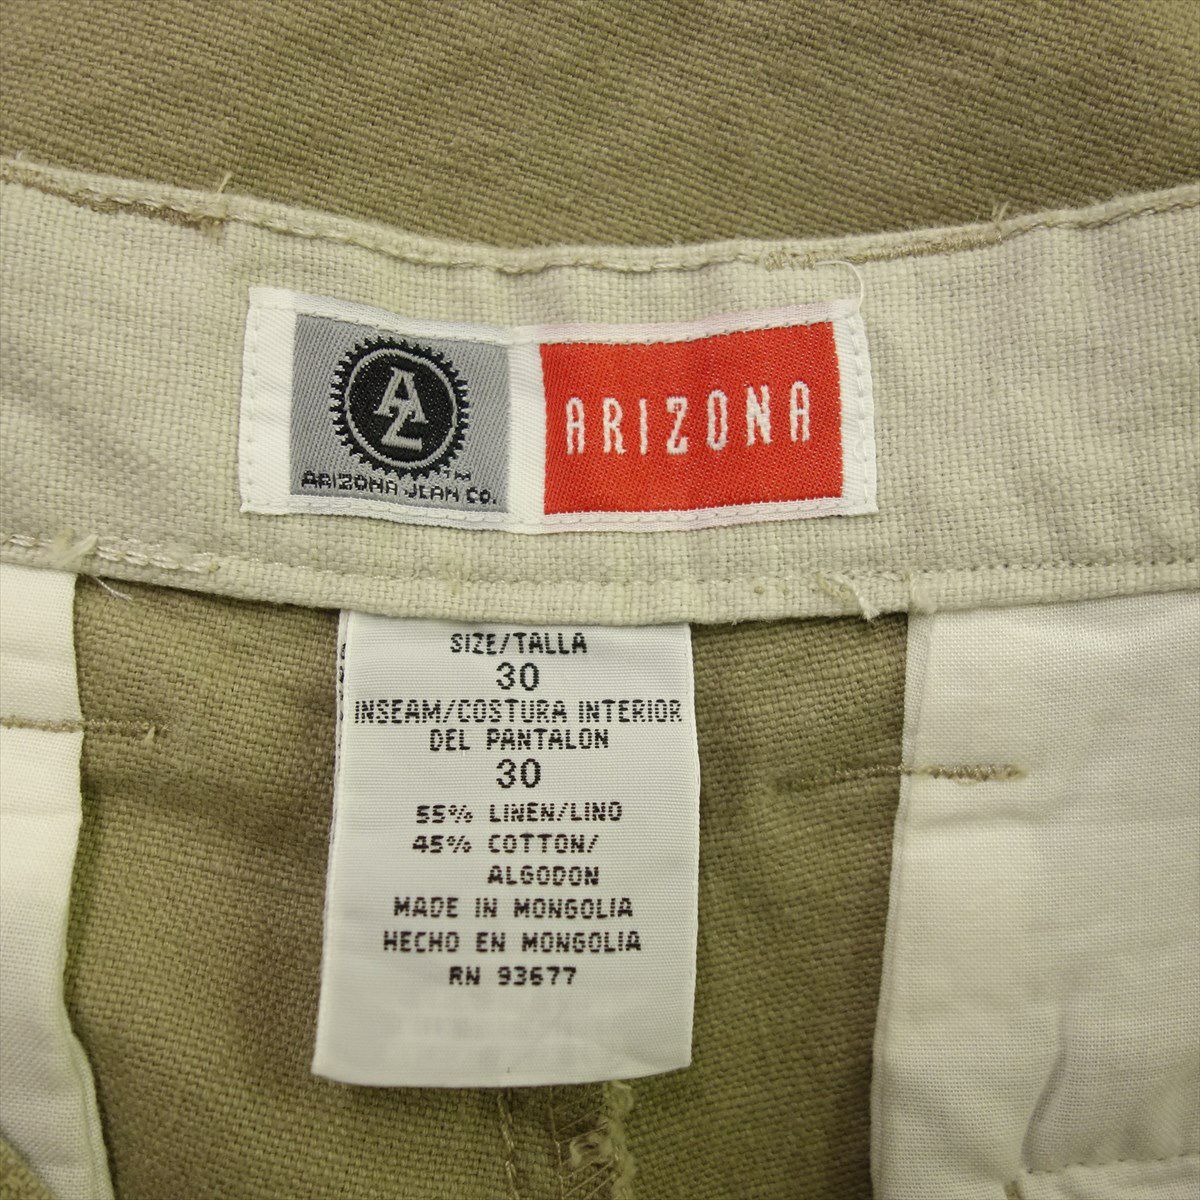 AZ
TM
ARIZONA JEAN CO.
ARIZONA
SIZE/TALLA
30
INSEAM/COSTURA INTERIOR
DEL PANTALON
30
55% LINEN/LINO
45% COTTON/
ALGODON
MADE IN MONGOLIA
HECHO EN MONGOLIA
RN 93677